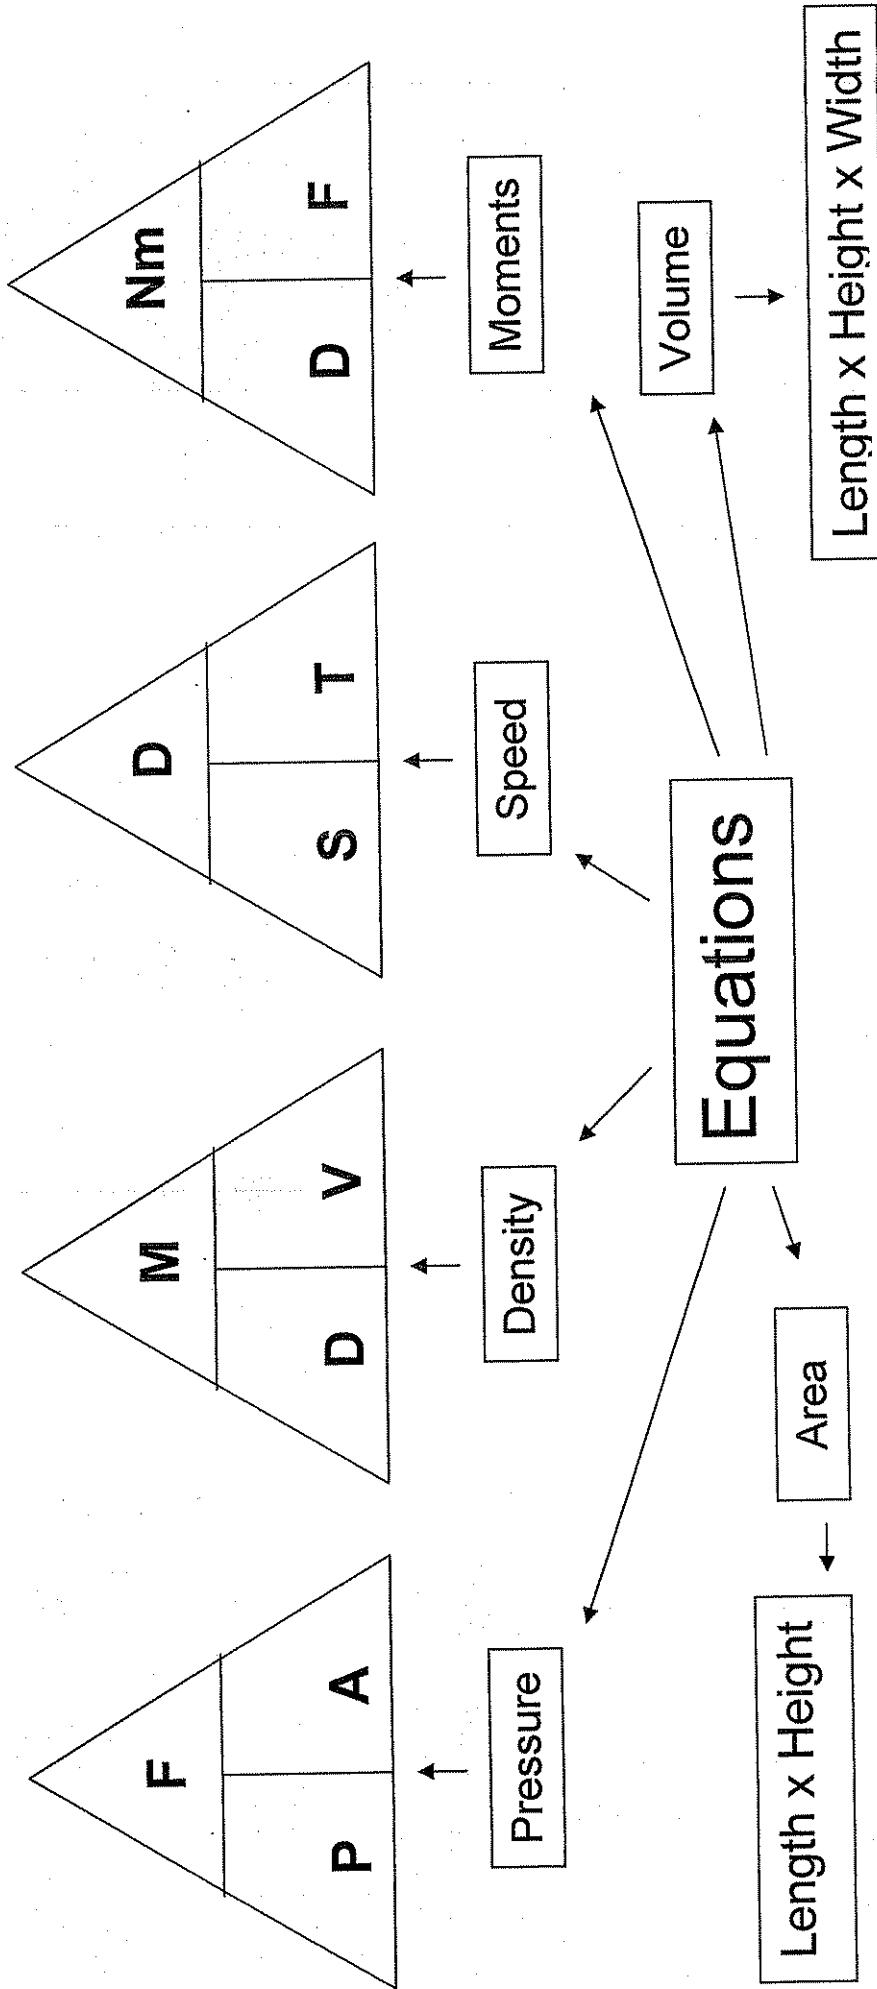 F
P A
M
D V
D
S T
Nm
D F
Pressure
Density
Speed
Moments
Equations
Volume
Area
Length x Height
Length x Height x Width